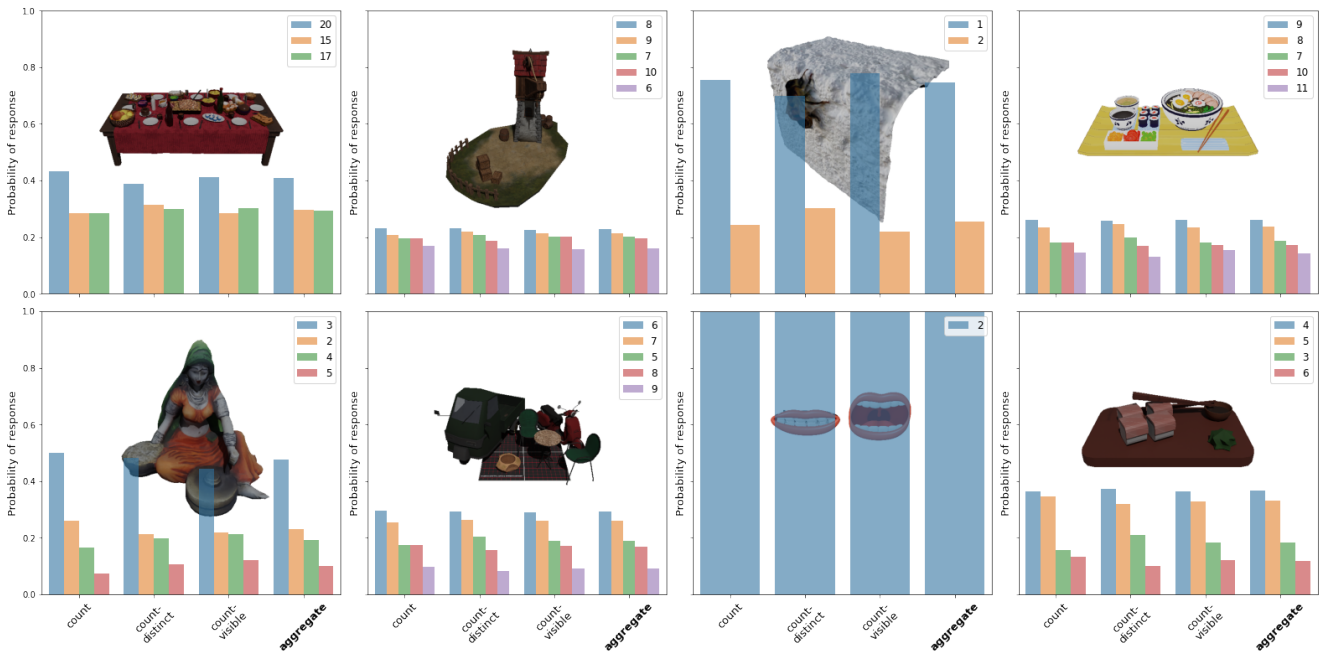 Probability of response
1.0
0.8
0.6
0.4
0.2
0.0
20
15
17
Probability of response
8
9
7
10
6
Probability of response
1
2
Probability of response
9
8
7
10
11
Probability of response
1.0
0.8
0.6
0.4
0.2
0.0
3
2
4
5
count
count-
distinct
count-
visible
aggregate
Probability of response
6
7
5
8
9
count
count-
distinct
count-
visible
aggregate
Probability of response
2
count
count-
distinct
count-
visible
aggregate
Probability of response
4
5
3
6
count
count-
distinct
count-
visible
aggregate